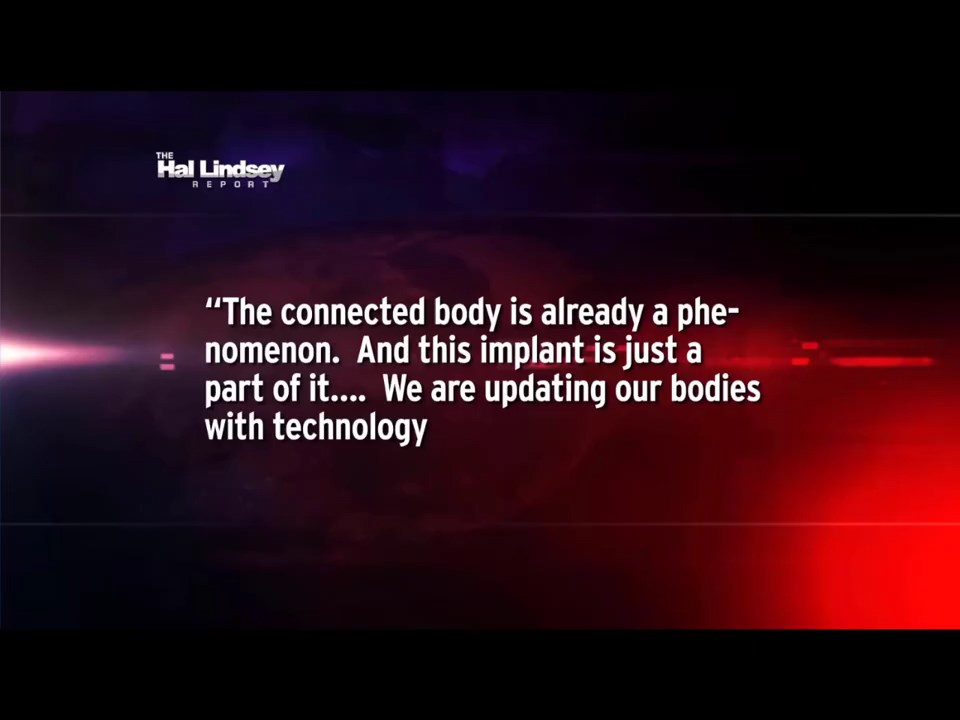 THE
Hal Lindsey
REPORT
“The connected body is already a phe-
nomenon.  And this implant is just a
part of it....  We are updating our bodies
with technology